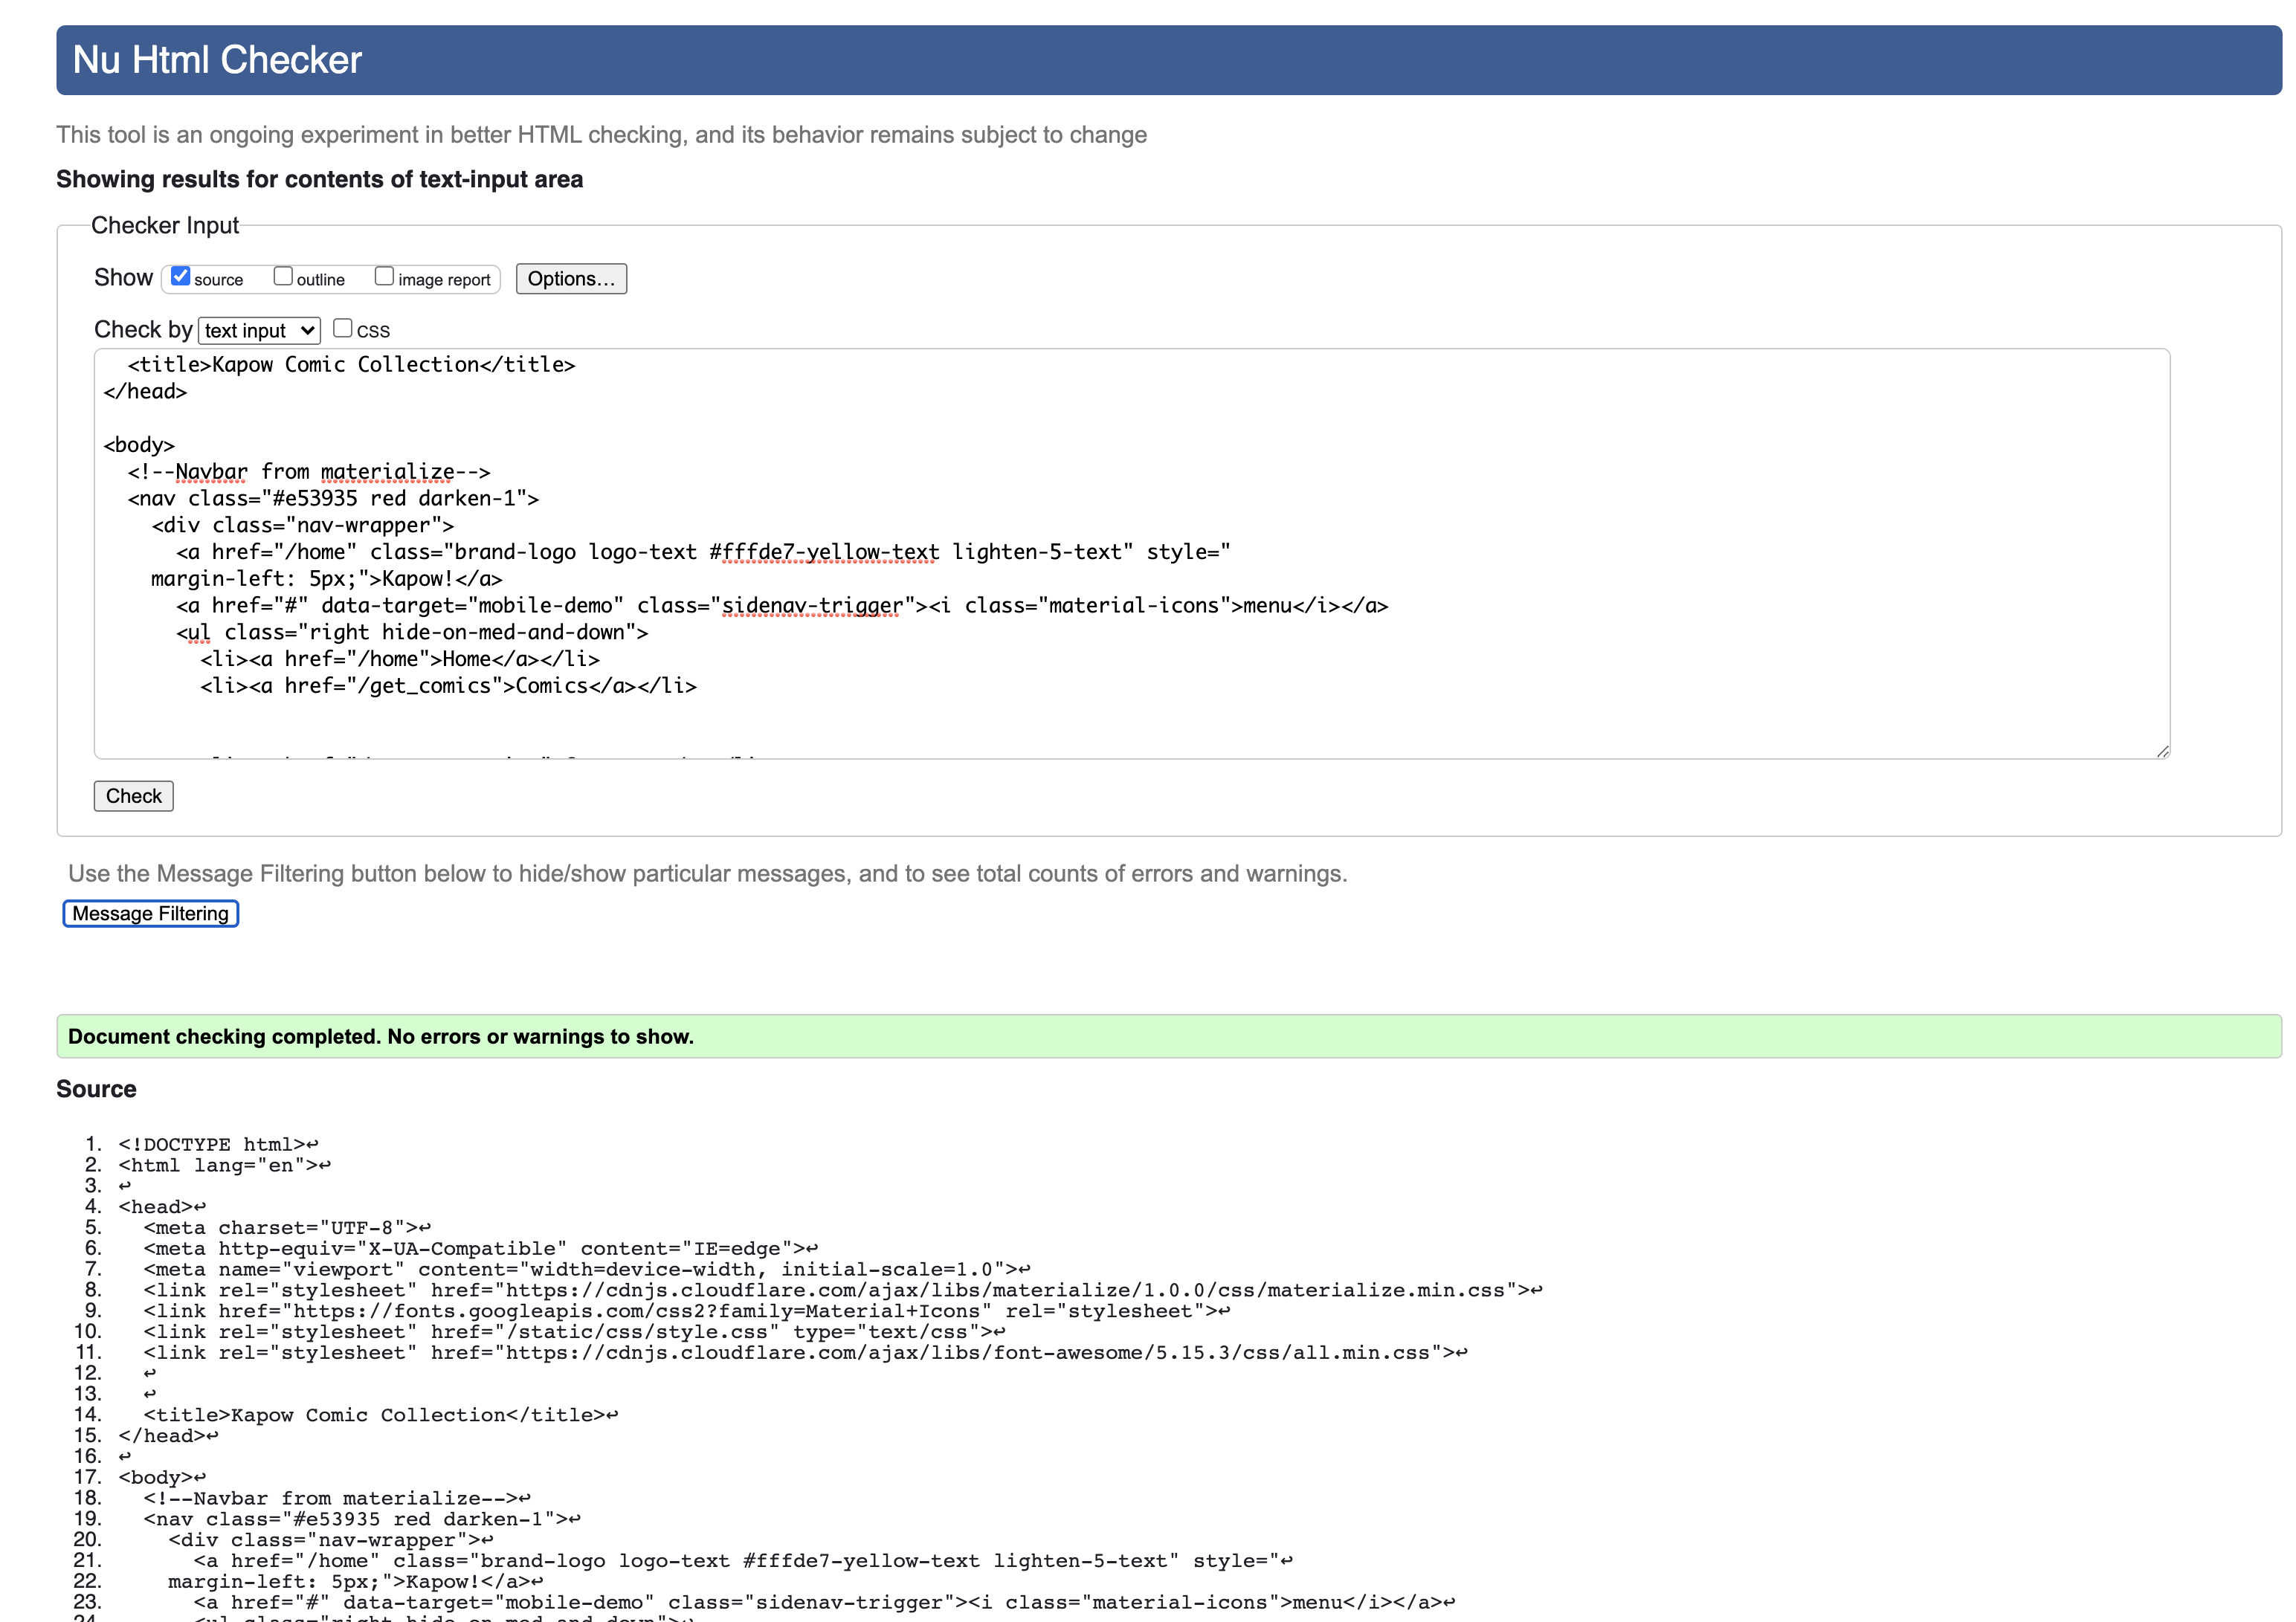 Nu Html Checker
This tool is an ongoing experiment in better HTML checking, and its behavior remains subject to change
Showing results for contents of text-input area
Checker Input
Show source outline image report Options...
Check by text input CSS
<title>Kapow Comic Collection</title>
</head>
<body>
<!--Navbar from materialize-->
<nav class="#e53935 red darken-1">
<div class="nav-wrapper">
<a href="/home" class="brand-logo logo-text #fffde7-yellow-text lighten-5-text" style="
margin-left: 5px;">Kapow!</a>
<a href="#" data-target="mobile-demo" class="sidenav-trigger"><i class="material-icons">menu</i></a>
<ul class="right hide-on-med-and-down">
<li><a href="/home">Home</a></li>
<li><a href="/get_comics">Comics</a></li>
Check
Use the Message Filtering button below to hide/show particular messages, and to see total counts of errors and warnings.
Message Filtering
Document checking completed. No errors or warnings to show.
Source
1. <!DOCTYPE html>↩
2. <html lang="en">↩
3. ↩
4. <head>↩
5. <meta charset="UTF-8">↩
6. <meta http-equiv="X-UA-Compatible" content="IE=edge">↩
7. <meta name="viewport" content="width=device-width, initial-scale=1.0">↩
8. <link rel="stylesheet" href="https://cdnjs.cloudflare.com/ajax/libs/materialize/1.0.0/css/materialize.min.css">↩
9. <link href="https://fonts.googleapis.com/css2?family=Material+Icons" rel="stylesheet">↩
10. <link rel="stylesheet" href="/static/css/style.css" type="text/css">↩
11. <link rel="stylesheet" href="https://cdnjs.cloudflare.com/ajax/libs/font-awesome/5.15.3/css/all.min.css">↩
12. ↩
13. ↩
14. <title>Kapow Comic Collection</title>↩
15. </head>↩
16. ↩
17. <body>↩
18. <!--Navbar from materialize-->↩
19. <nav class="#e53935 red darken-1">↩
20. <div class="nav-wrapper">↩
21. <a href="/home" class="brand-logo logo-text #fffde7-yellow-text lighten-5-text" style="↩
22. margin-left: 5px;">Kapow!</a>↩
23. <a href="#" data-target="mobile-demo" class="sidenav-trigger"><i class="material-icons">menu</i></a>↩